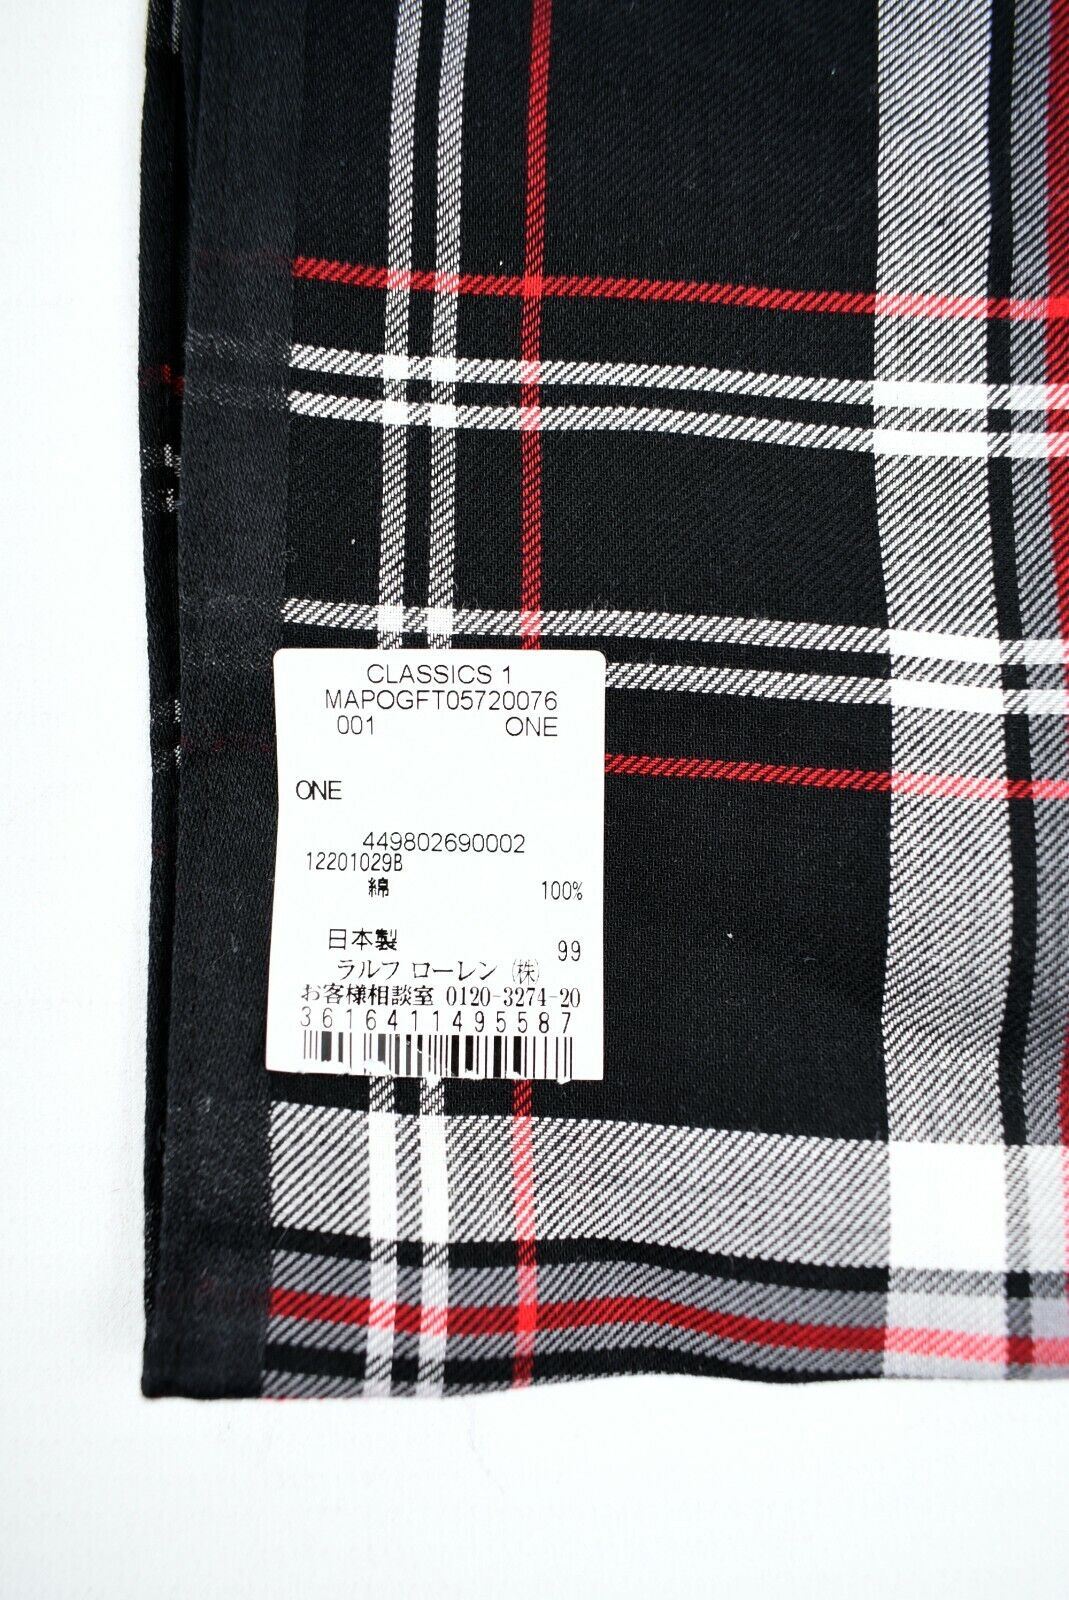 CLASSICS 1
MAPOGFT05720076
001 ONE
ONE
449802690002
12201029B
綿 100%
日本製 99
ラルフ ローレン (株)
お客様相談室 0120-3274-20
3616411495587